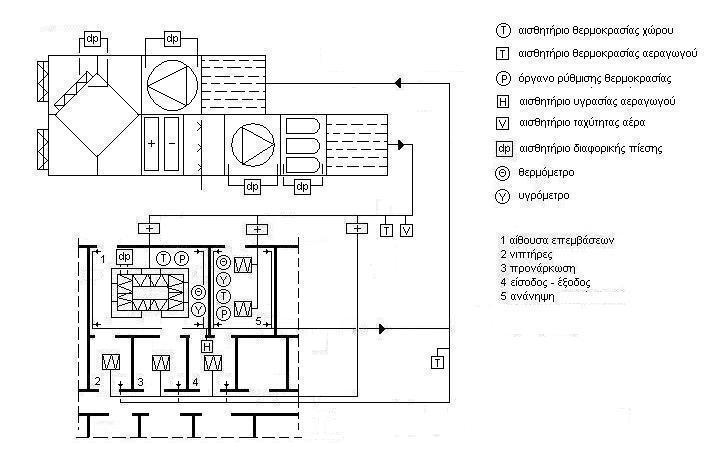 dp
dp
Τ αισθητήριο θερμοκρασίας χώρου
T αισθητήριο θερμοκρασίας αεραγωγού
P όργανο ρύθμισης θερμοκρασίας
H αισθητήριο υγρασίας αεραγωγού
V αισθητήριο ταχύτητας αέρα
dp αισθητήριο διαφορικής πίεσης
Θ θερμόμετρο
Υ υγρόμετρο
+ −
dp
dp
+
+
+
T
V
1 αίθουσα επεμβάσεων
2 νιπτήρες
3 προνάρκωση
4 είσοδος - έξοδος
5 ανάνηψη
1
dp
T
P
Θ
Υ
T
P
Θ
Υ
5
H
T
2
3
4